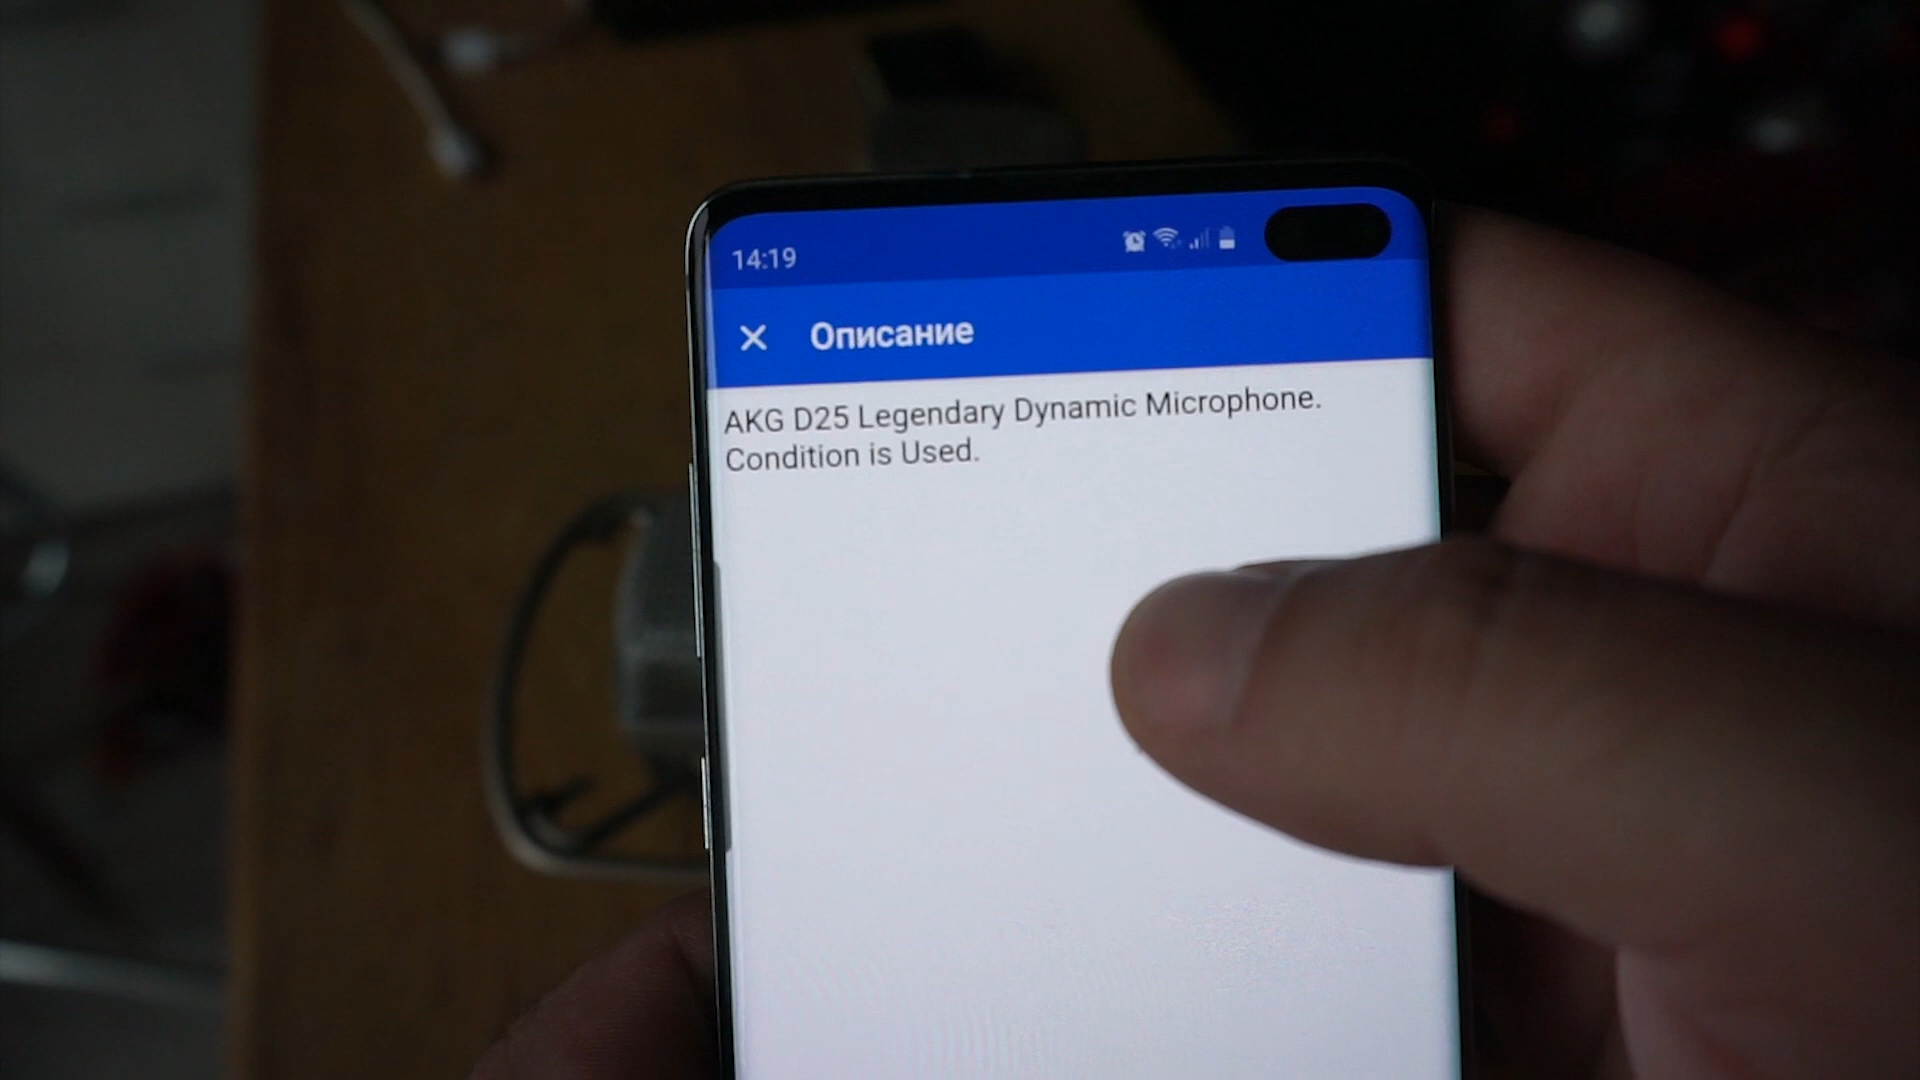 14:19
Описание
AKG D25 Legendary Dynamic Microphone.
Condition is Used.